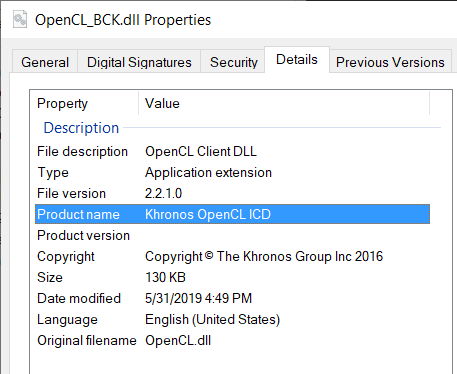 OpenCL_BCK.dll Properties
General Digital Signatures Security Details Previous Versions
Property Value
Description
File description OpenCL Client DLL
Type Application extension
File version 2.2.1.0
Product name Khronos OpenCL ICD
Product version
Copyright Copyright © The Khronos Group Inc 2016
Size 130 KB
Date modified 5/31/2019 4:49 PM
Language English (United States)
Original filename OpenCL.dll